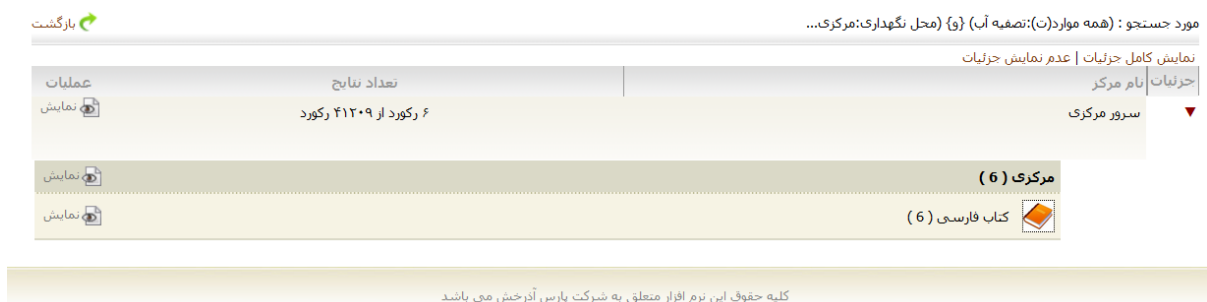 مورد جستجو : (همه موارد(ت):تصفیه آب) {و} (محل نگهداری:مرکزی...
بازگشت
نمایش کامل جزئیات | عدم نمایش جزئیات
جزئیات نام مرکز تعداد نتایج عملیات
سرور مرکزی ۶ رکورد از ۴۱۲۰۹ رکورد نمایش
مرکزی ( 6 ) نمایش
کتاب فارسی ( 6 ) نمایش
کلیه حقوق این نرم افزار متعلق به شرکت پارس آذرخش می باشد